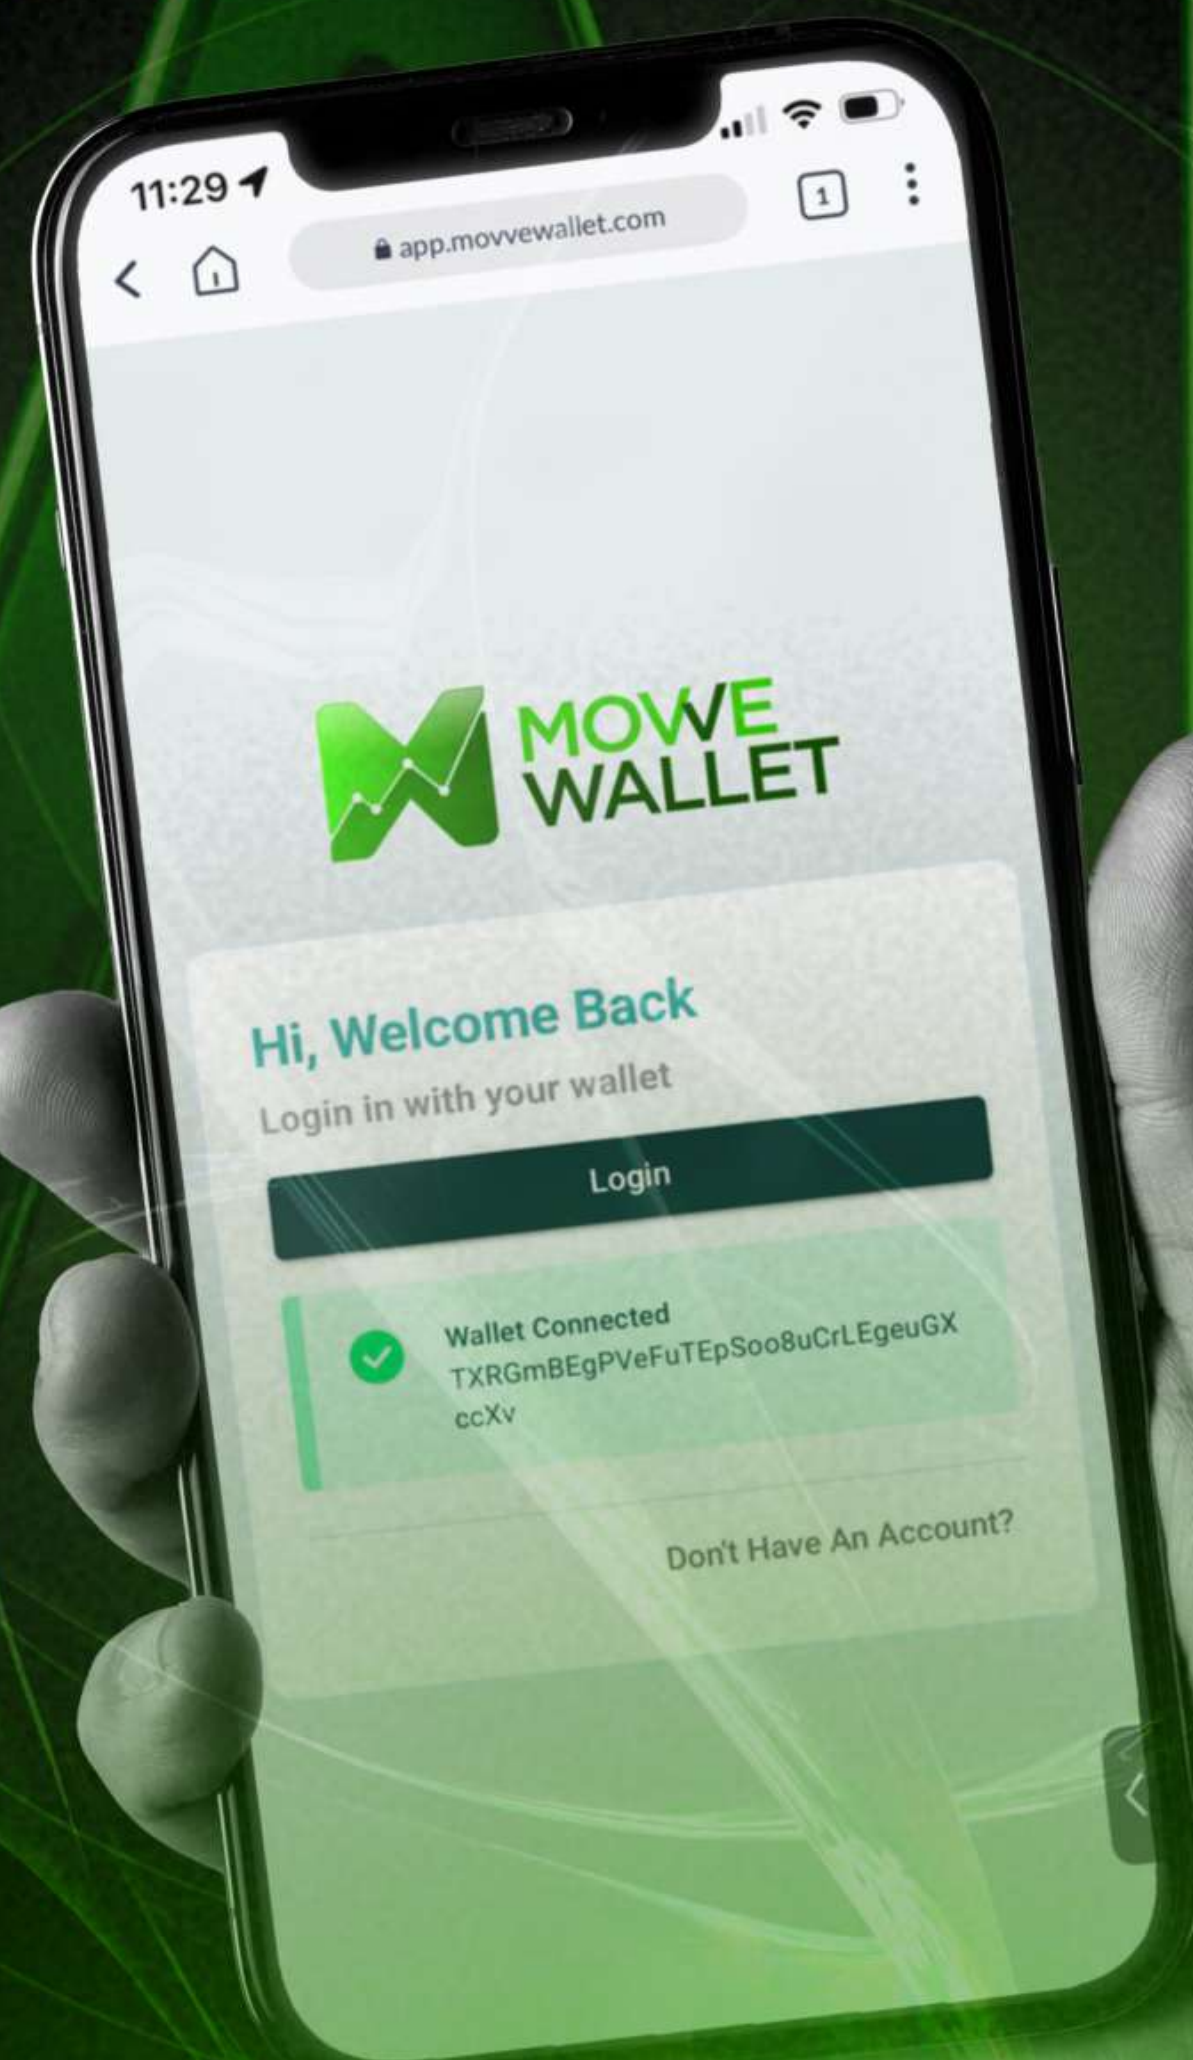 11:29
app.movvewallet.com
1
MOVVE
WALLET
Hi, Welcome Back
Login in with your wallet
Login
Wallet Connected
TXRGmBEgPVeFuTEpSoo8uCrLEgeuGX
ccXv
Don't Have An Account?